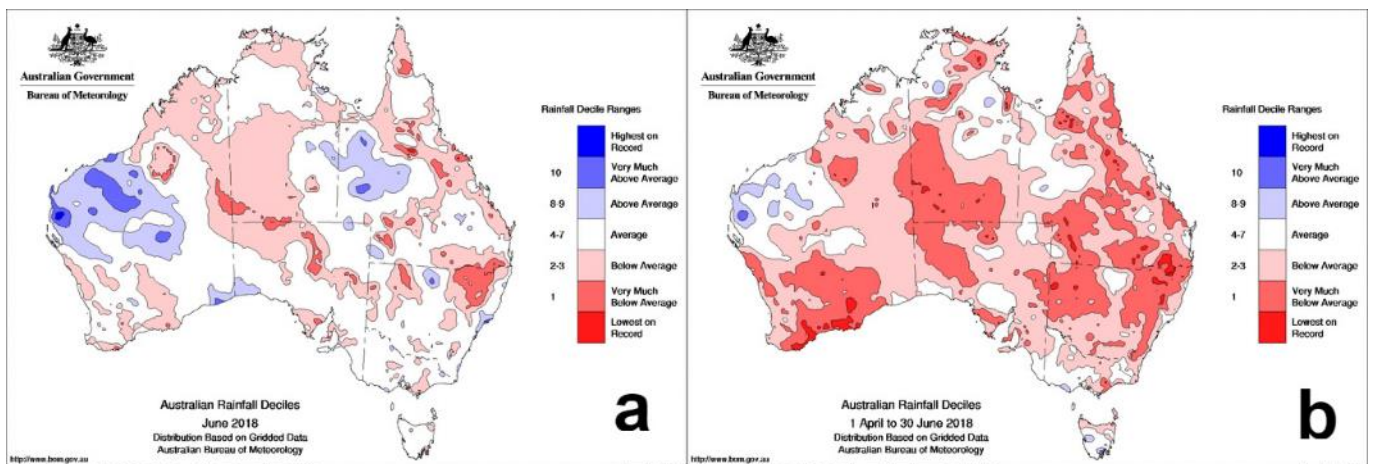 Australian Government
Bureau of Meteorology
Rainfall Decile Ranges
Highest on
Record
10
Very Much
Above Average
8-9
Above Average
4-7
Average
2-3
Below Average
1
Very Much
Below Average
Lowest on
Record
Australian Rainfall Deciles
June 2018
Distribution Based on Gridded Data
Australian Bureau of Meteorology
http://www.bom.gov.au
a
Australian Government
Bureau of Meteorology
Rainfall Decile Ranges
Highest on
Record
10
Very Much
Above Average
8-9
Above Average
4-7
Average
2-3
Below Average
1
Very Much
Below Average
Lowest on
Record
Australian Rainfall Deciles
1 April to 30 June 2018
Distribution Based on Gridded Data
Australian Bureau of Meteorology
http://www.bom.gov.au
b